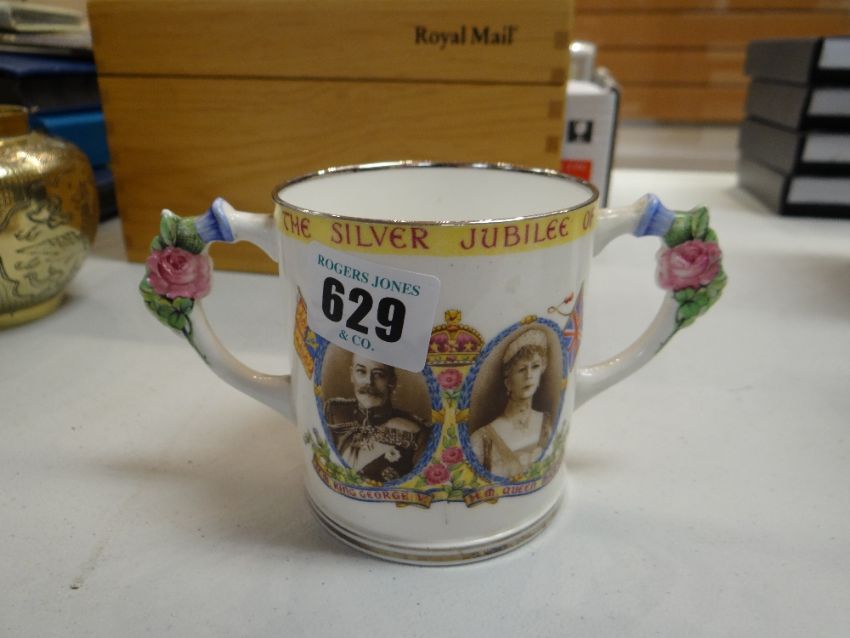 Royal Mail
THE SILVER JUBILEE OF
ROGERS JONES
629
& CO.
KING GEORGE V
H.M. QUEEN